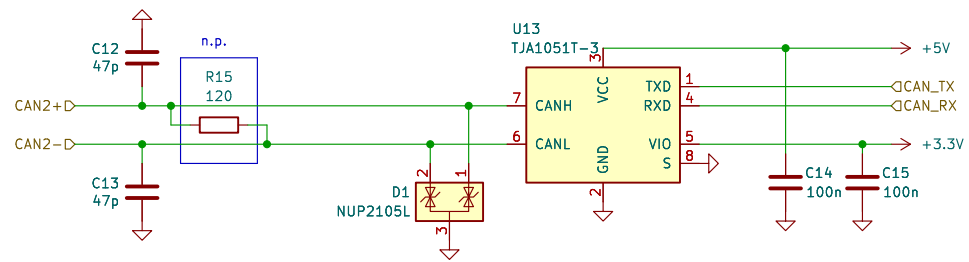 U13
TJA1051T-3
n.p.
C12
47p
R15
120
CAN2+
CAN2-
C13
47p
D1
NUP2105L
2
1
3
7
6
CANH
CANL
3
VCC
GND
2
TXD
RXD
VIO
S
1
4
5
8
+5V
CAN_TX
CAN_RX
+3.3V
C14
100n
C15
100n